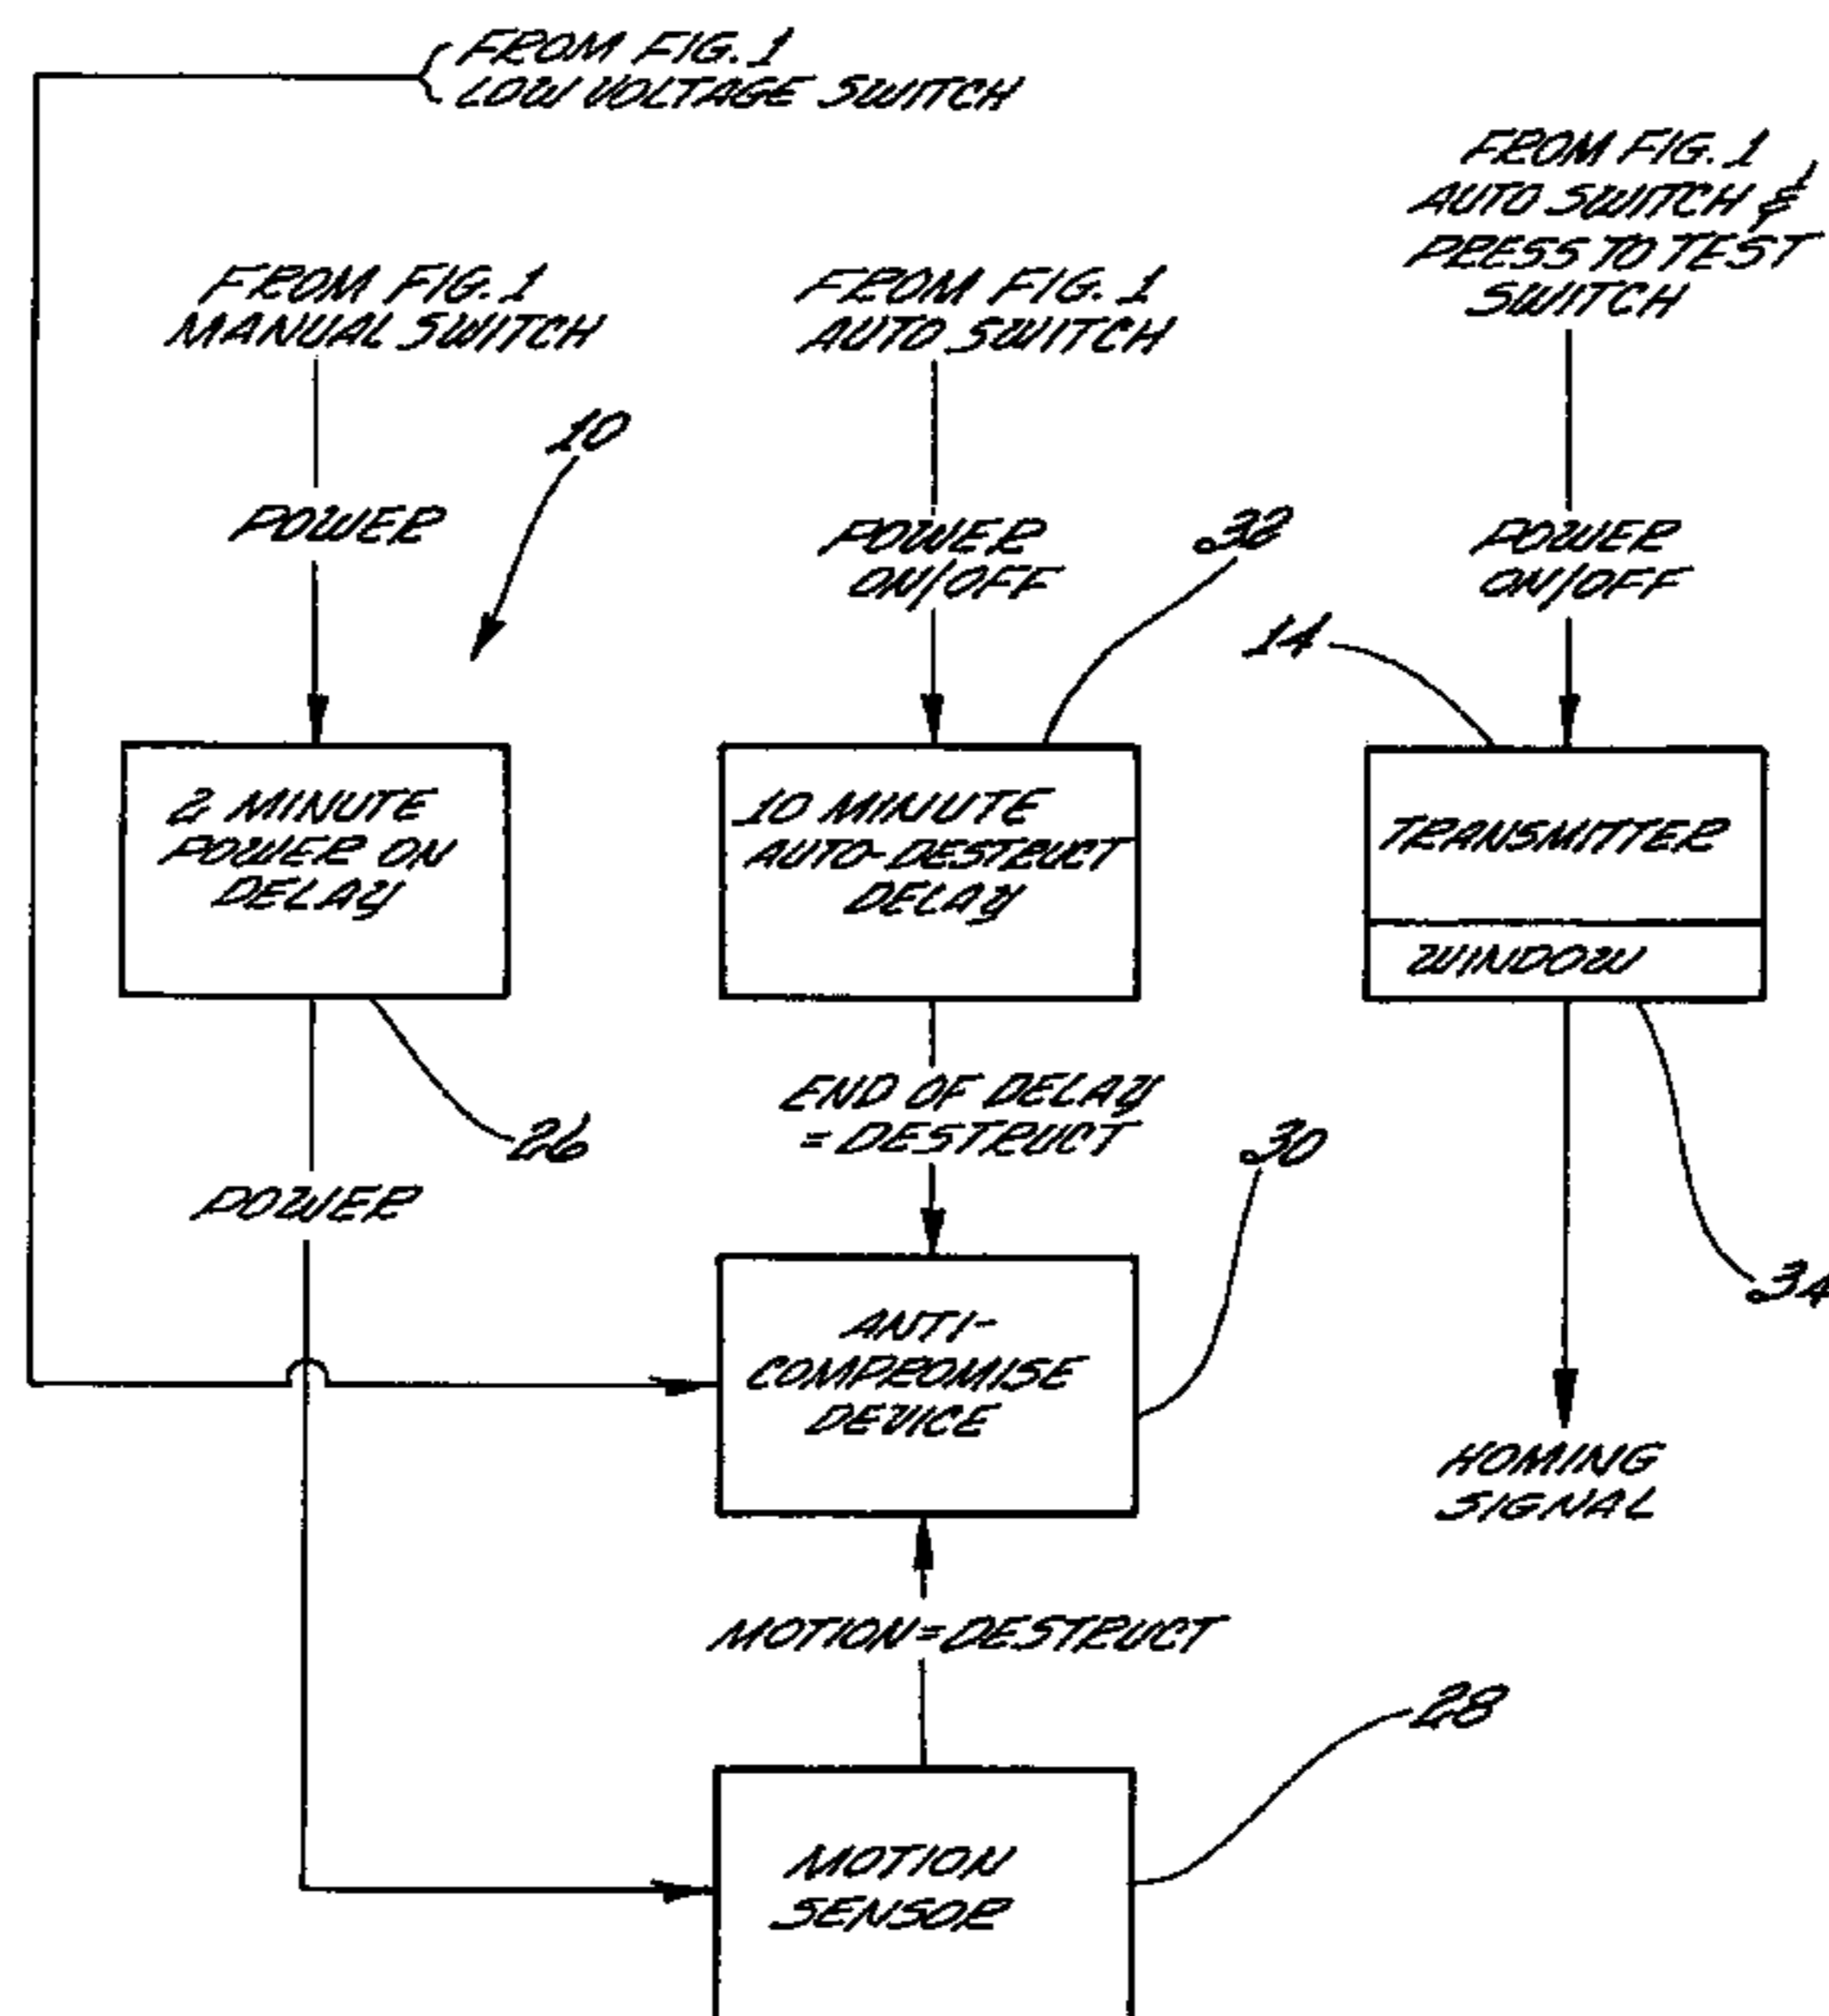 FROM FIG. 1
LOW VOLTAGE SWITCH
FROM FIG. 1
AUTO SWITCH &
PRESS TO TEST
SWITCH
FROM FIG. 1
MANUAL SWITCH
FROM FIG. 1
AUTO SWITCH
10
POWER
POWER
ON/OFF
32
POWER
ON/OFF
14
2 MINUTE
POWER ON
DELAY
10 MINUTE
AUTO-DESTRUCT
DELAY
TRANSMITTER
WINDOW
END OF DELAY
= DESTRUCT
26
30
POWER
34
ANTI-
COMPROMISE
DEVICE
HOMING
SIGNAL
MOTION=DESTRUCT
28
MOTION
SENSOR